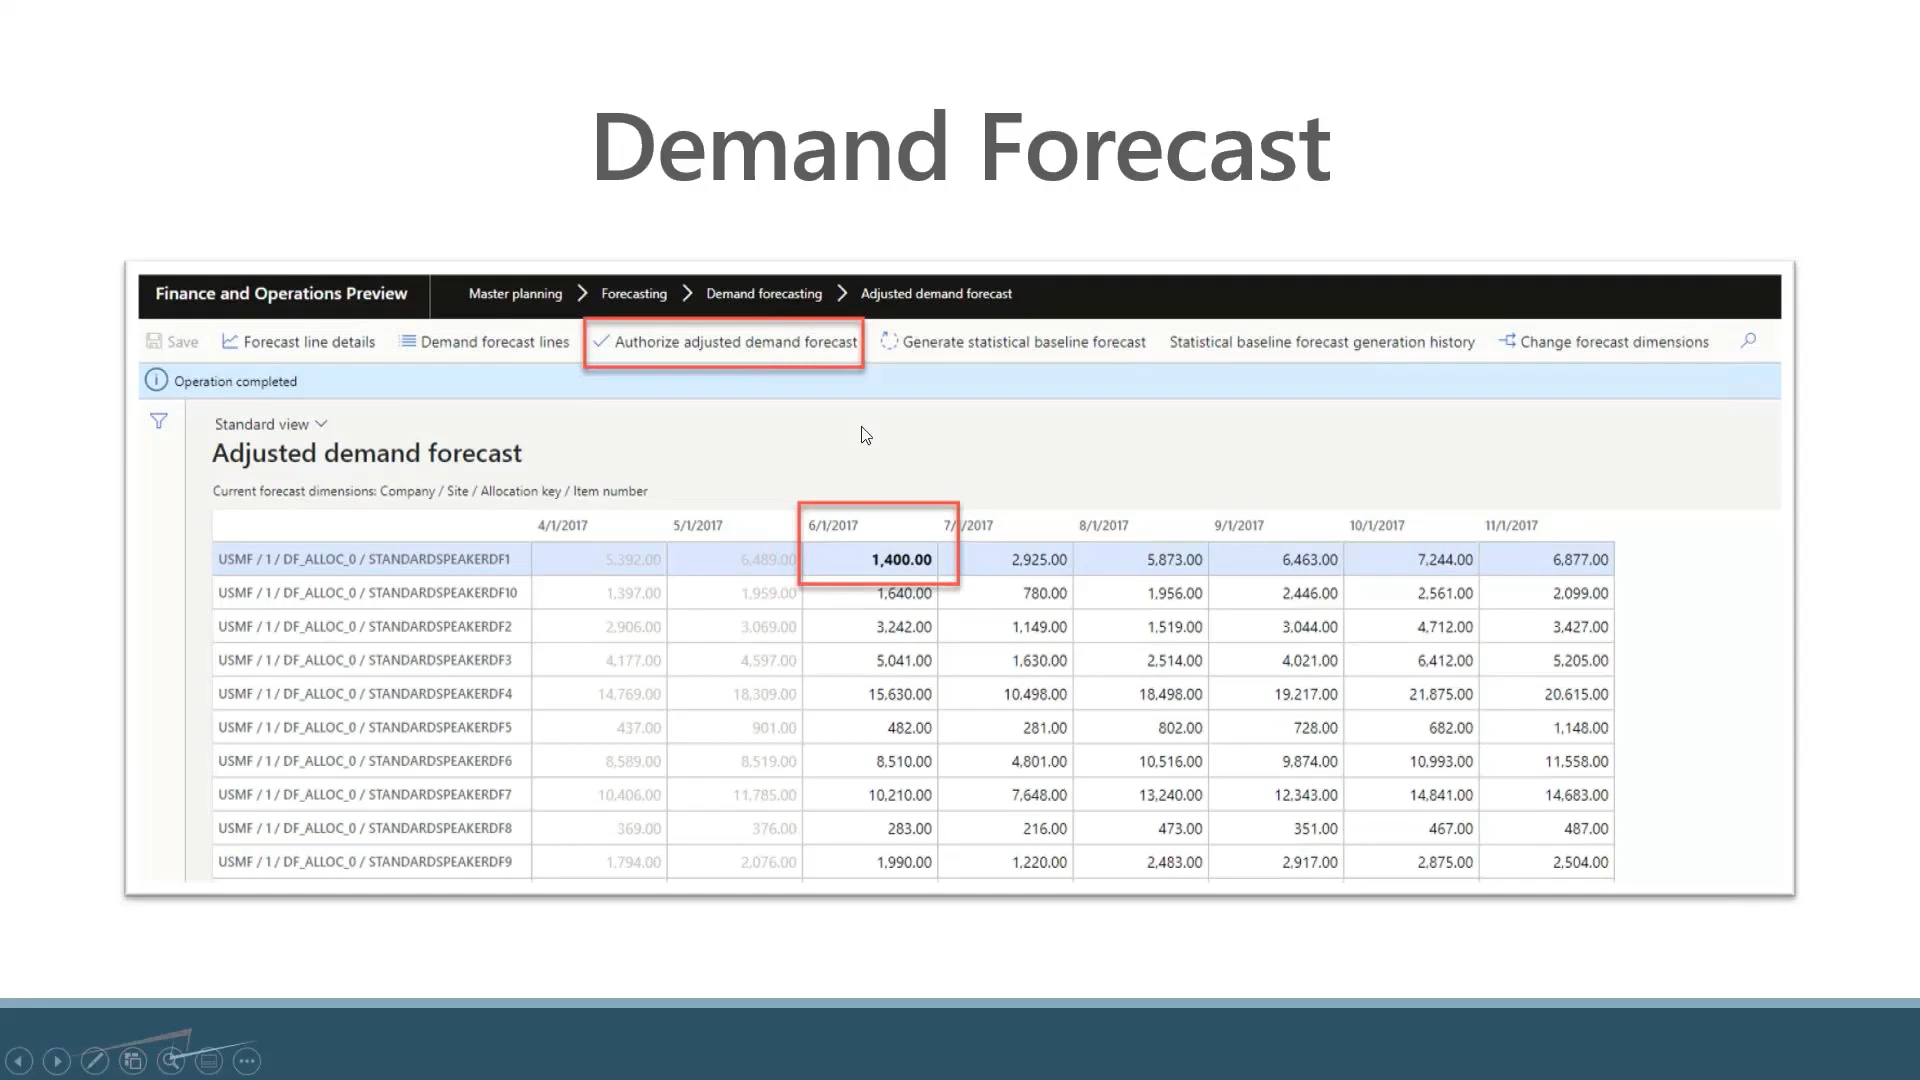 Demand Forecast
Finance and Operations Preview Master planning Forecasting Demand forecasting Adjusted demand forecast
Save Forecast line details Demand forecast lines Authorize adjusted demand forecast Generate statistical baseline forecast Statistical baseline forecast generation history Change forecast dimensions
Operation completed
Standard view
Adjusted demand forecast
Current forecast dimensions: Company / Site / Allocation key / Item number
4/1/2017 5/1/2017 6/1/2017 7/1/2017 8/1/2017 9/1/2017 10/1/2017 11/1/2017
USMF / 1 / DF_ALLOC_0 / STANDARDSPEAKERDF1 5,392.00 6,489.00 1,400.00 2,925.00 5,873.00 6,463.00 7,244.00 6,877.00
USMF / 1 / DF_ALLOC_0 / STANDARDSPEAKERDF10 1,397.00 1,959.00 1,640.00 780.00 1,956.00 2,446.00 2,561.00 2,099.00
USMF / 1 / DF_ALLOC_0 / STANDARDSPEAKERDF2 2,906.00 3,069.00 3,242.00 1,149.00 1,519.00 3,044.00 4,712.00 3,427.00
USMF / 1 / DF_ALLOC_0 / STANDARDSPEAKERDF3 4,177.00 4,597.00 5,041.00 1,630.00 2,514.00 4,021.00 6,412.00 5,205.00
USMF / 1 / DF_ALLOC_0 / STANDARDSPEAKERDF4 14,769.00 18,309.00 15,630.00 10,498.00 18,498.00 19,217.00 21,875.00 20,615.00
USMF / 1 / DF_ALLOC_0 / STANDARDSPEAKERDF5 437.00 901.00 482.00 281.00 802.00 728.00 682.00 1,148.00
USMF / 1 / DF_ALLOC_0 / STANDARDSPEAKERDF6 8,589.00 8,519.00 8,510.00 4,801.00 10,516.00 9,874.00 10,993.00 11,558.00
USMF / 1 / DF_ALLOC_0 / STANDARDSPEAKERDF7 10,406.00 11,785.00 10,210.00 7,648.00 13,240.00 12,343.00 14,841.00 14,683.00
USMF / 1 / DF_ALLOC_0 / STANDARDSPEAKERDF8 369.00 376.00 283.00 216.00 473.00 351.00 467.00 487.00
USMF / 1 / DF_ALLOC_0 / STANDARDSPEAKERDF9 1,794.00 2,076.00 1,990.00 1,220.00 2,483.00 2,917.00 2,875.00 2,504.00